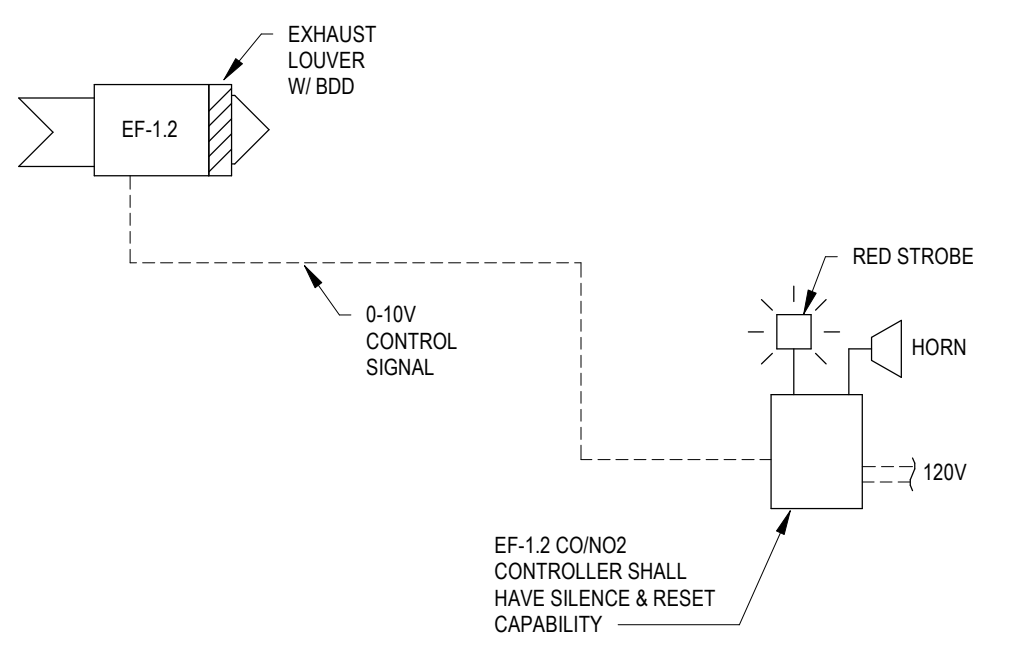 EXHAUST
LOUVER
W/ BDD
EF-1.2
RED STROBE
0-10V
CONTROL
SIGNAL
HORN
120V
EF-1.2 CO/NO2
CONTROLLER SHALL
HAVE SILENCE & RESET
CAPABILITY